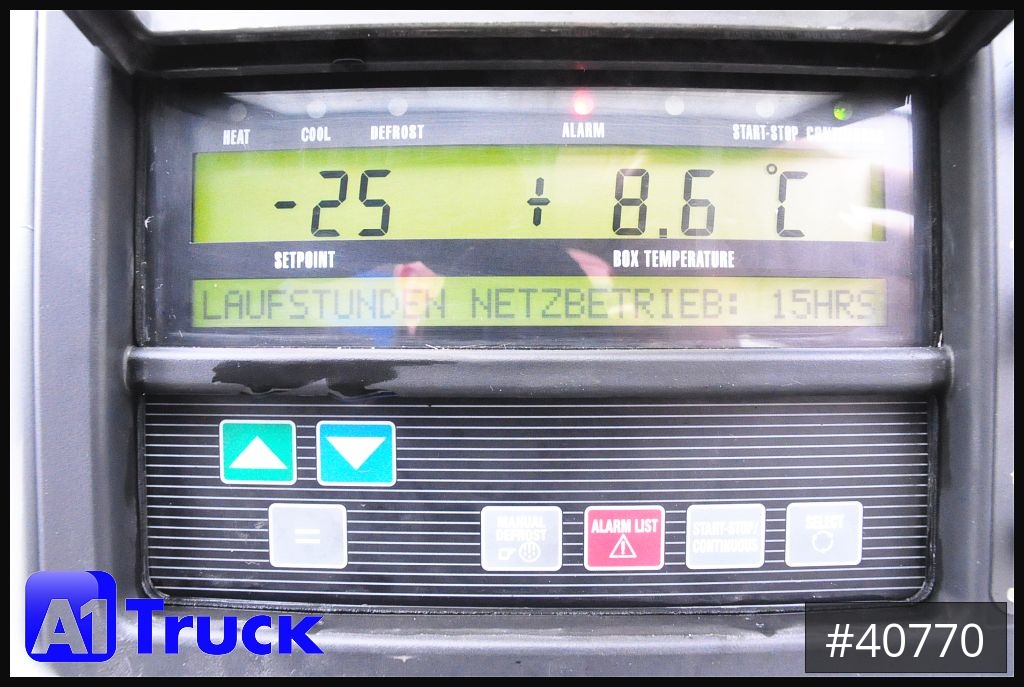 HEAT COOL DEFROST ALARM START-STOP
-25 + 8.6 °C
SETPOINT BOX TEMPERATURE
LAUFSTUNDEN NETZBETRIEB: 15HRS
MANUAL
DEFROST
ALARM LIST
START-STOP/
CONTINUOUS
SELECT
=
A1 Truck
#40770